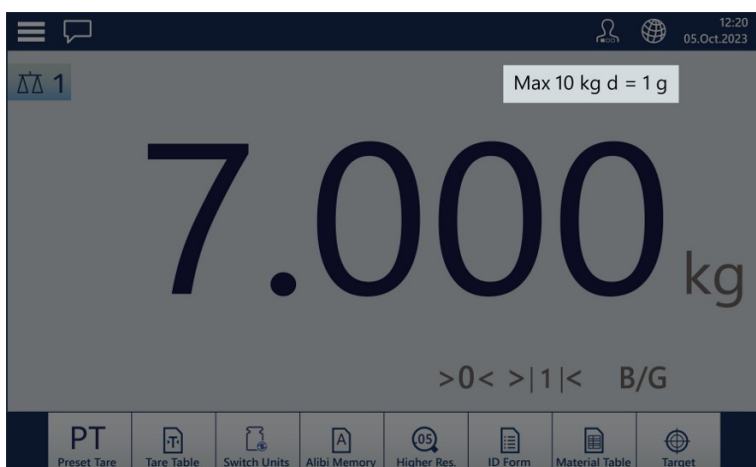 12:20
05.Oct.2023
1
Max 10 kg d = 1 g
7.000 kg
>0< >|1|< B/G
PT
Preset Tare
T
Tare Table
Switch Units
A
Alibi Memory
05
Higher Res.
ID Form
Material Table
Target